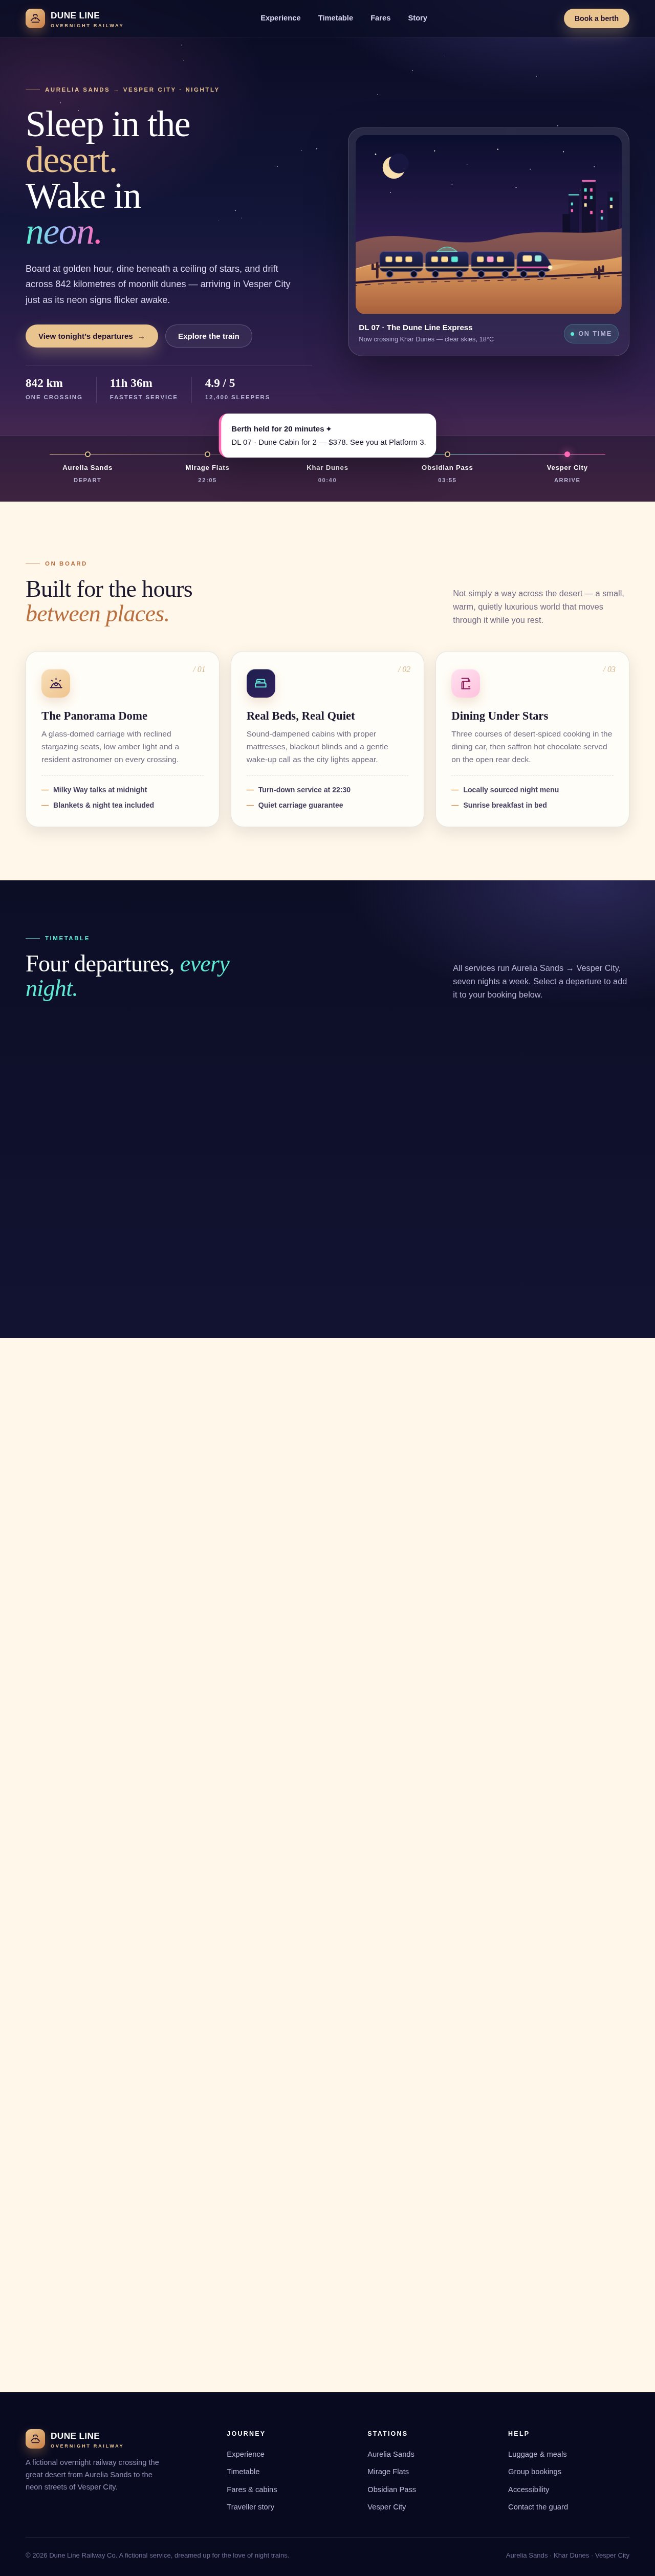 DUNE LINE
OVERNIGHT RAILWAY
Experience Timetable Fares Story
Book a berth
AURELIA SANDS → VESPER CITY · NIGHTLY
Sleep in the
desert.
Wake in
neon.
Board at golden hour, dine beneath a ceiling of stars, and drift
across 842 kilometres of moonlit dunes — arriving in Vesper City
just as its neon signs flicker awake.
View tonight's departures →
Explore the train
842 km
ONE CROSSING
11h 36m
FASTEST SERVICE
4.9 / 5
12,400 SLEEPERS
DL 07 · The Dune Line Express
Now crossing Khar Dunes — clear skies, 18°C
ON TIME
Berth held for 20 minutes ✦
DL 07 · Dune Cabin for 2 — $378. See you at Platform 3.
Aurelia Sands
DEPART
Mirage Flats
22:05
Khar Dunes
00:40
Obsidian Pass
03:55
Vesper City
ARRIVE
ON BOARD
Built for the hours
between places.
Not simply a way across the desert — a small,
warm, quietly luxurious world that moves
through it while you rest.
/ 01
The Panorama Dome
A glass-domed carriage with reclined
stargazing seats, low amber light and a
resident astronomer on every crossing.
— Milky Way talks at midnight
— Blankets & night tea included
/ 02
Real Beds, Real Quiet
Sound-dampened cabins with proper
mattresses, blackout blinds and a gentle
wake-up call as the city lights appear.
— Turn-down service at 22:30
— Quiet carriage guarantee
/ 03
Dining Under Stars
Three courses of desert-spiced cooking in the
dining car, then saffron hot chocolate served
on the open rear deck.
— Locally sourced night menu
— Sunrise breakfast in bed
TIMETABLE
Four departures, every
night.
All services run Aurelia Sands → Vesper City,
seven nights a week. Select a departure to add
it to your booking below.
DUNE LINE
OVERNIGHT RAILWAY
A fictional overnight railway crossing the
great desert from Aurelia Sands to the
neon streets of Vesper City.
JOURNEY
Experience
Timetable
Fares & cabins
Traveller story
STATIONS
Aurelia Sands
Mirage Flats
Obsidian Pass
Vesper City
HELP
Luggage & meals
Group bookings
Accessibility
Contact the guard
© 2026 Dune Line Railway Co. A fictional service, dreamed up for the love of night trains.
Aurelia Sands · Khar Dunes · Vesper City